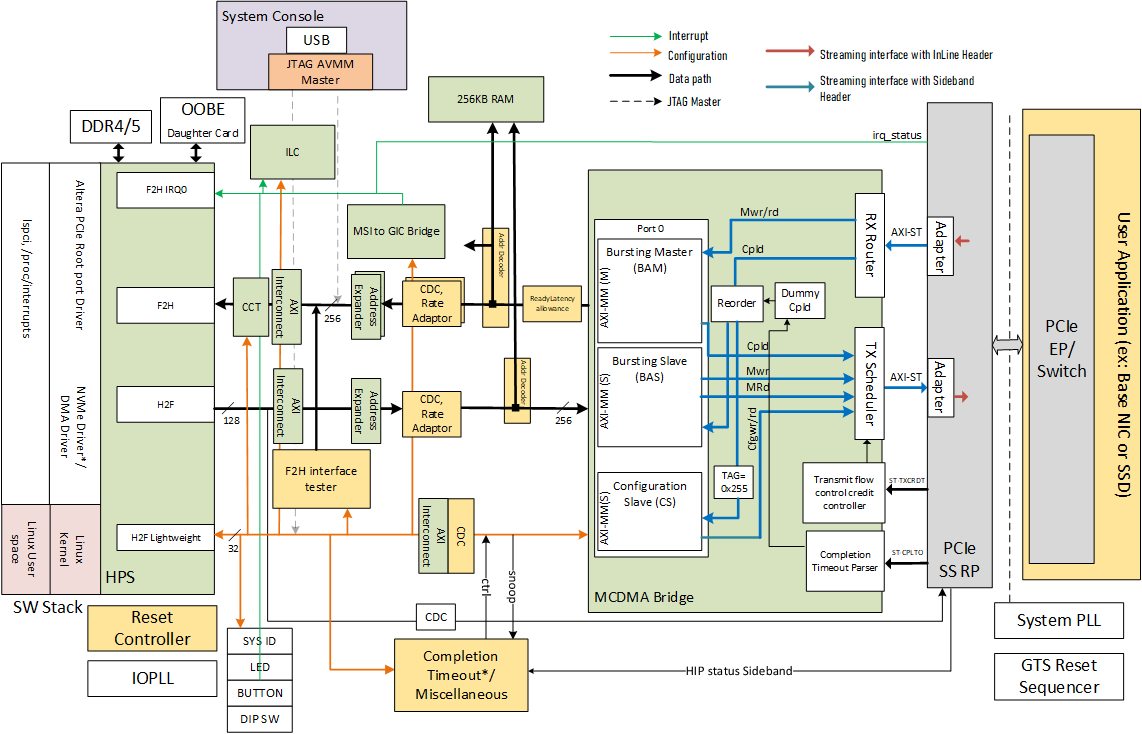 System Console
USB
JTAG AVMM
Master
Interrupt
Configuration
Data path
JTAG Master
Streaming interface with InLine Header
Streaming interface with Sideband
Header
DDR4/5
OOBE
Daughter Card
ILC
256KB RAM
irq_status
lspci, /proc/interrupts
Altera PCIe Root port Driver
NVMe Driver*/
DMA Driver
Linux User
space
Linux
Kernel
SW Stack
F2H IRQ0
F2H
H2F
H2F Lightweight
HPS
128
32
CCT
AXI
Interconnect
256
Address
Expander
MSI to GIC Bridge
CDC,
Rate
Adaptor
Addr Decoder
ReadyLatency
allowance
AXI
Interconnect
Address
Expander
CDC,
Rate
Adaptor
Addr Decoder
256
F2H interface
tester
AXI
Interconnect
CDC
ctrl
snoop
Port 0
Bursting Master
(BAM)
AXI-MM (M)
Bursting Slave
(BAS)
AXI-MM (S)
Configuration
Slave (CS)
AXI-MM(S)
Mwr/rd
Cpld
Reorder
Dummy
Cpld
Cpld
Mwr
MRd
Cfgwr/rd
TAG=
0x255
RX Router
TX Scheduler
AXI-ST
Adapter
AXI-ST
Adapter
Transmit flow
control credit
controller
ST TXCRDT
Completion
Timeout Parser
ST CPLTO
MCDMA Bridge
PCIe
SS RP
PCIe
EP/
Switch
User Application (ex: Base NIC or SSD)
Reset
Controller
IOPLL
SYS ID
LED
BUTTON
DIP SW
CDC
Completion
Timeout*/
Miscellaneous
HIP status Sideband
System PLL
GTS Reset
Sequencer